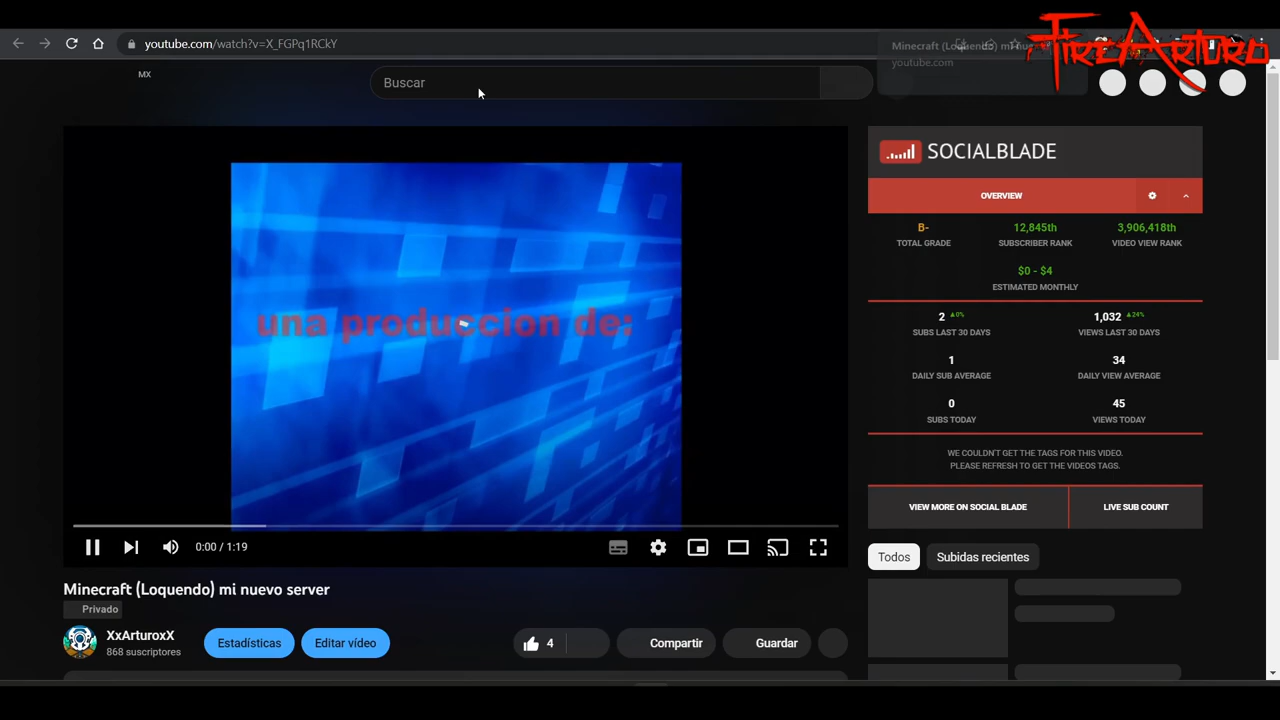 FireArturo
youtube.com/watch?v=X_FGPq1RCkY
Minecraft (Loquendo) mi nue
youtube.com
MX
Buscar
una produccion de:
0:00 / 1:19
Minecraft (Loquendo) mi nuevo server
Privado
XxArturoxX
868 suscriptores
Estadísticas
Editar vídeo
4
Compartir
Guardar
SOCIALBLADE
OVERVIEW
B-
12,845th
3,906,418th
TOTAL GRADE
SUBSCRIBER RANK
VIDEO VIEW RANK
$0 - $4
ESTIMATED MONTHLY
2 ▲0%
1,032 ▲24%
SUBS LAST 30 DAYS
VIEWS LAST 30 DAYS
1
34
DAILY SUB AVERAGE
DAILY VIEW AVERAGE
0
45
SUBS TODAY
VIEWS TODAY
WE COULDN'T GET THE TAGS FOR THIS VIDEO.
PLEASE REFRESH TO GET THE VIDEOS TAGS.
VIEW MORE ON SOCIAL BLADE
LIVE SUB COUNT
Todos
Subidas recientes